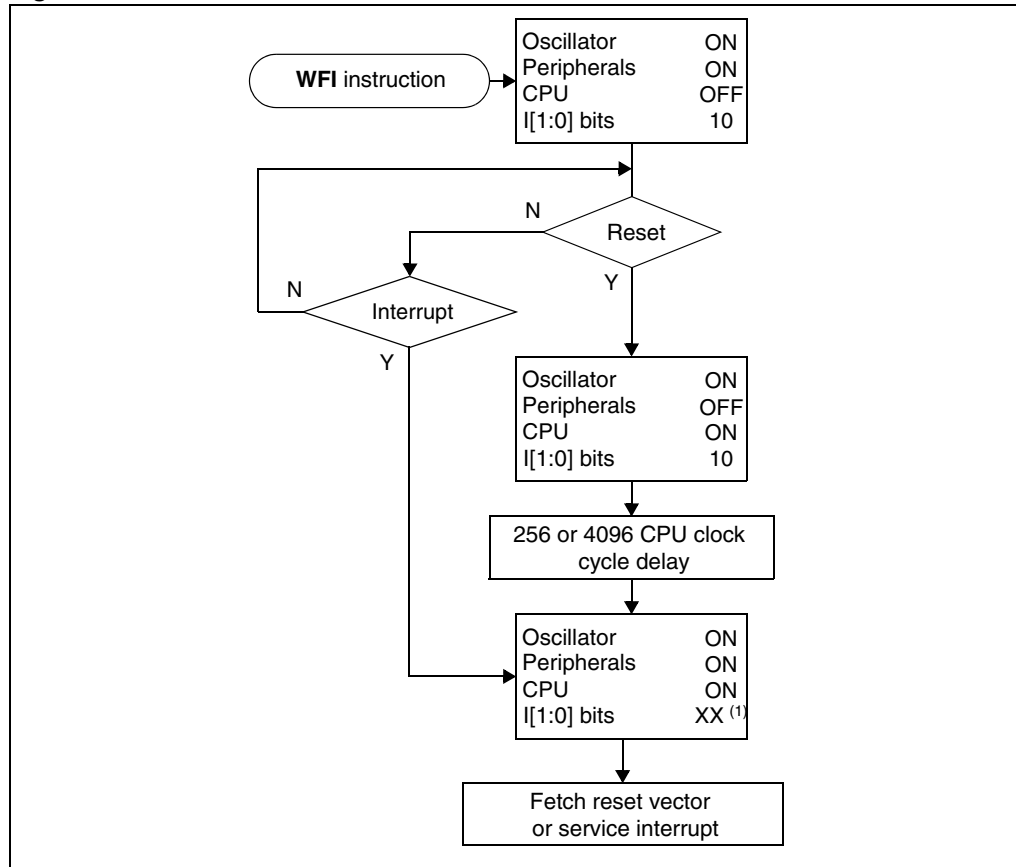 WFI instruction
Oscillator ON
Peripherals ON
CPU OFF
I[1:0] bits 10
N
Reset
Y
N
Interrupt
Y
Oscillator ON
Peripherals OFF
CPU ON
I[1:0] bits 10
256 or 4096 CPU clock
cycle delay
Oscillator ON
Peripherals ON
CPU ON
I[1:0] bits XX (1)
Fetch reset vector
or service interrupt